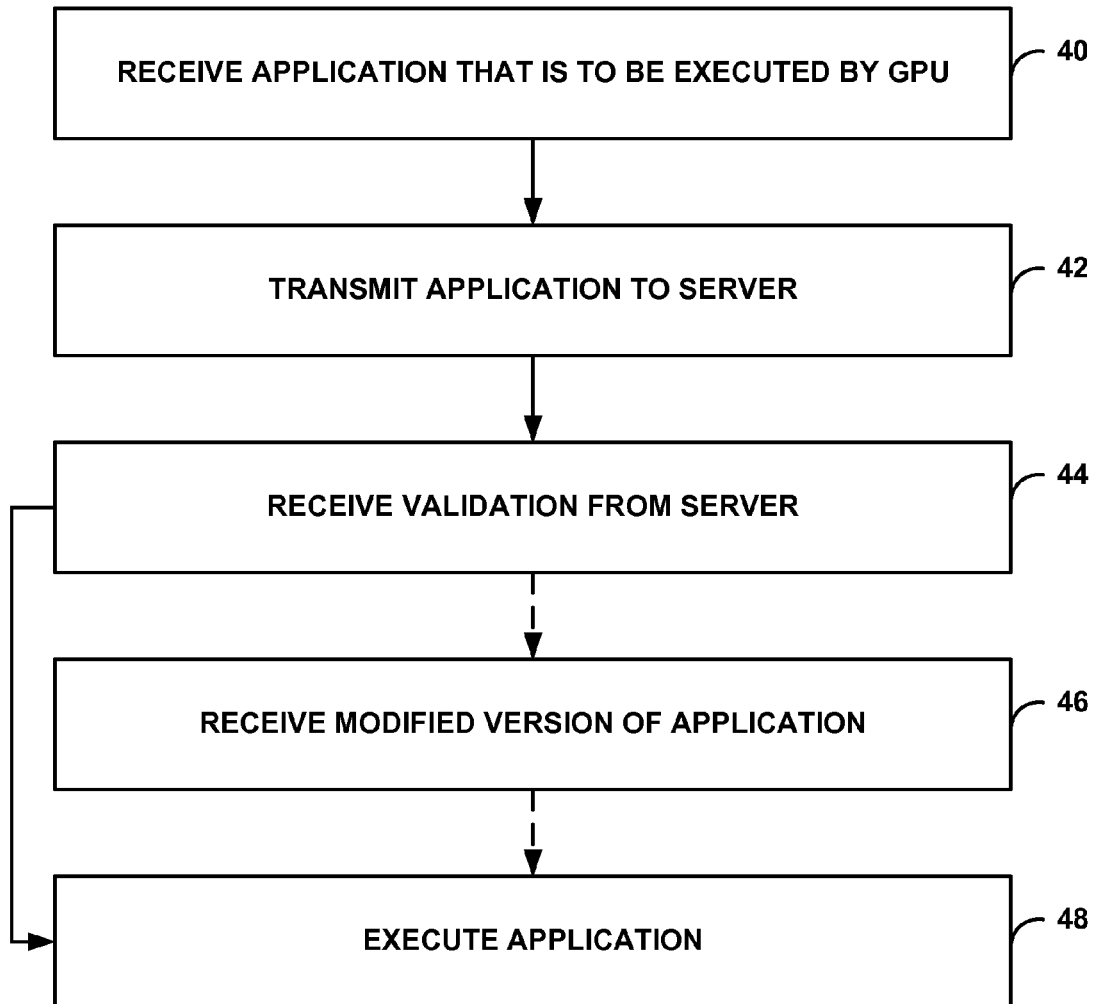 RECEIVE APPLICATION THAT IS TO BE EXECUTED BY GPU
40
TRANSMIT APPLICATION TO SERVER
42
RECEIVE VALIDATION FROM SERVER
44
RECEIVE MODIFIED VERSION OF APPLICATION
46
EXECUTE APPLICATION
48